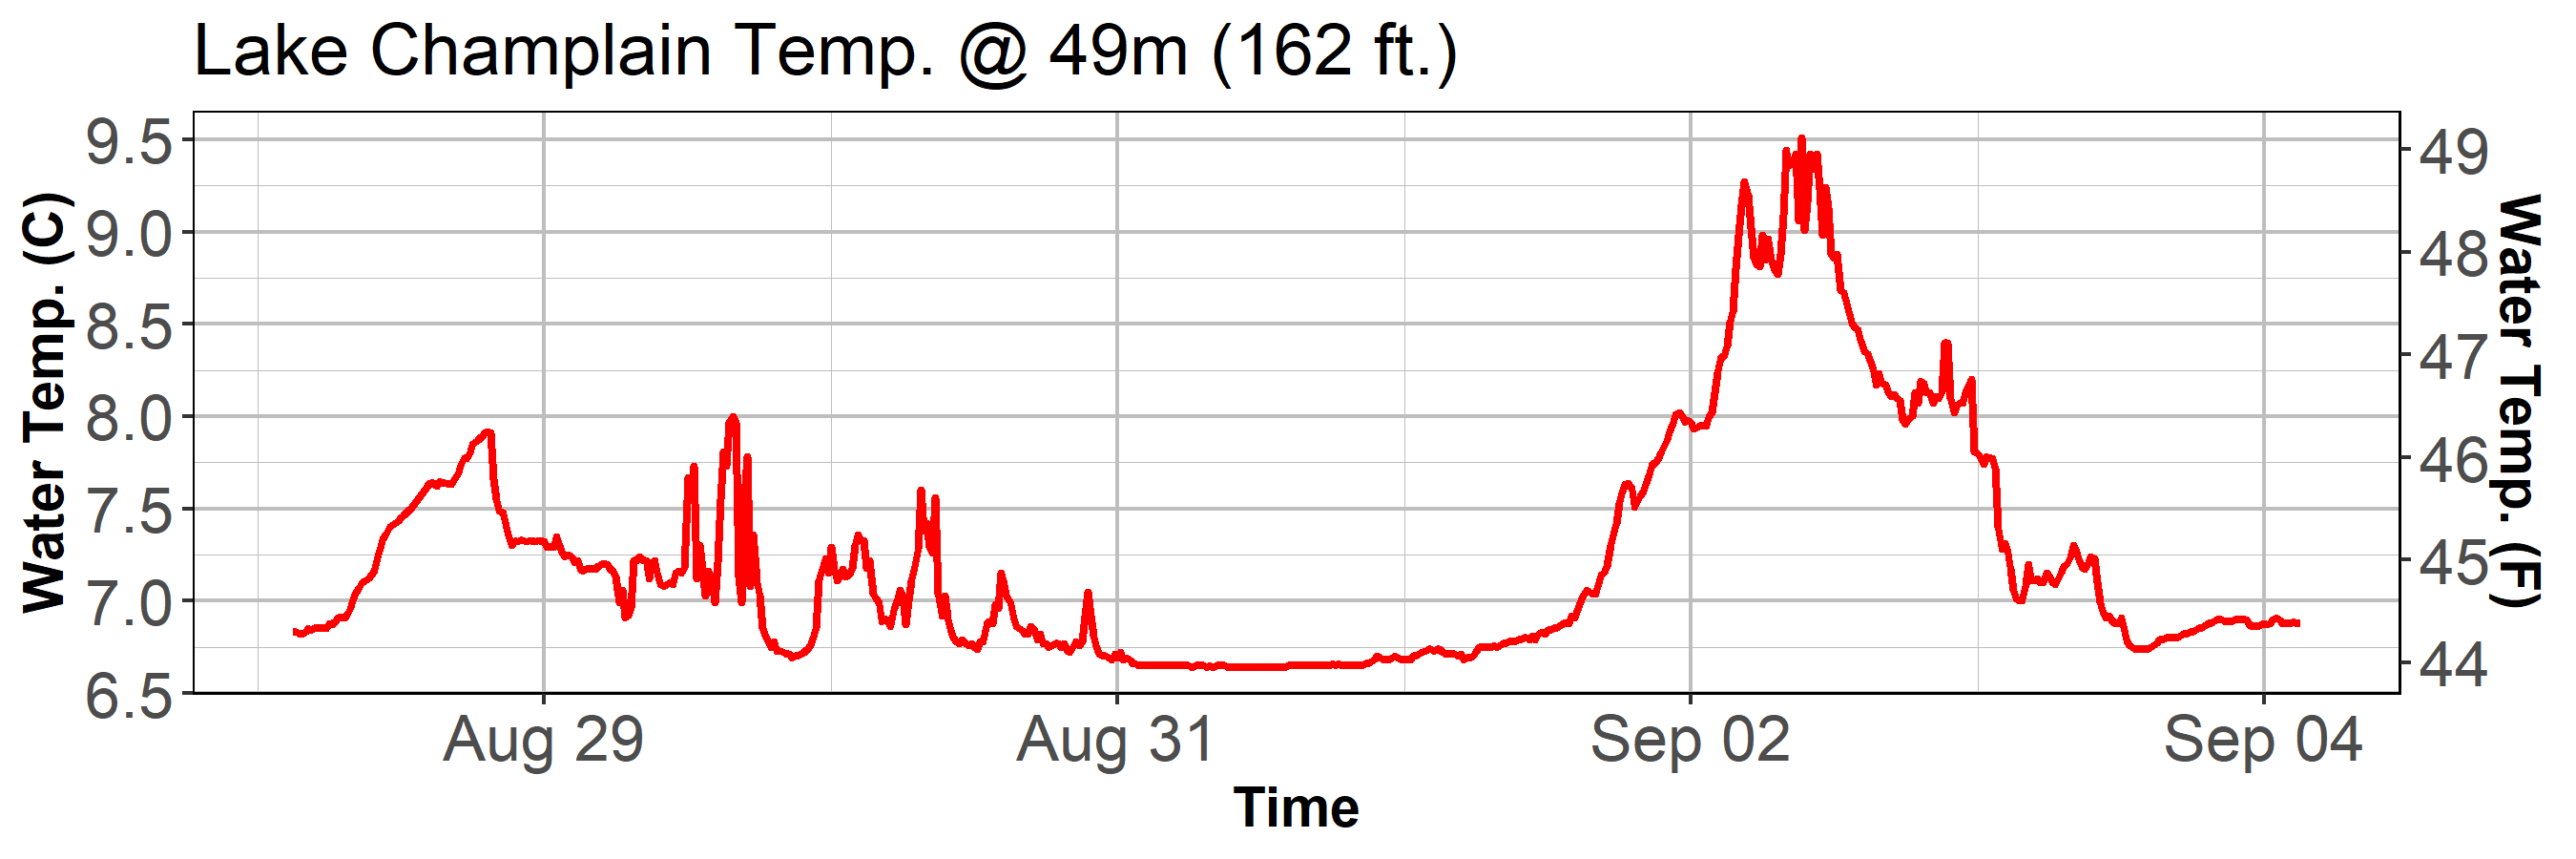 Lake Champlain Temp. @ 49m (162 ft.)
Water Temp. (C)
9.5
9.0
8.5
8.0
7.5
7.0
6.5
49
48
47
46
45
44
Water Temp. (F)
Aug 29 Aug 31 Sep 02 Sep 04
Time